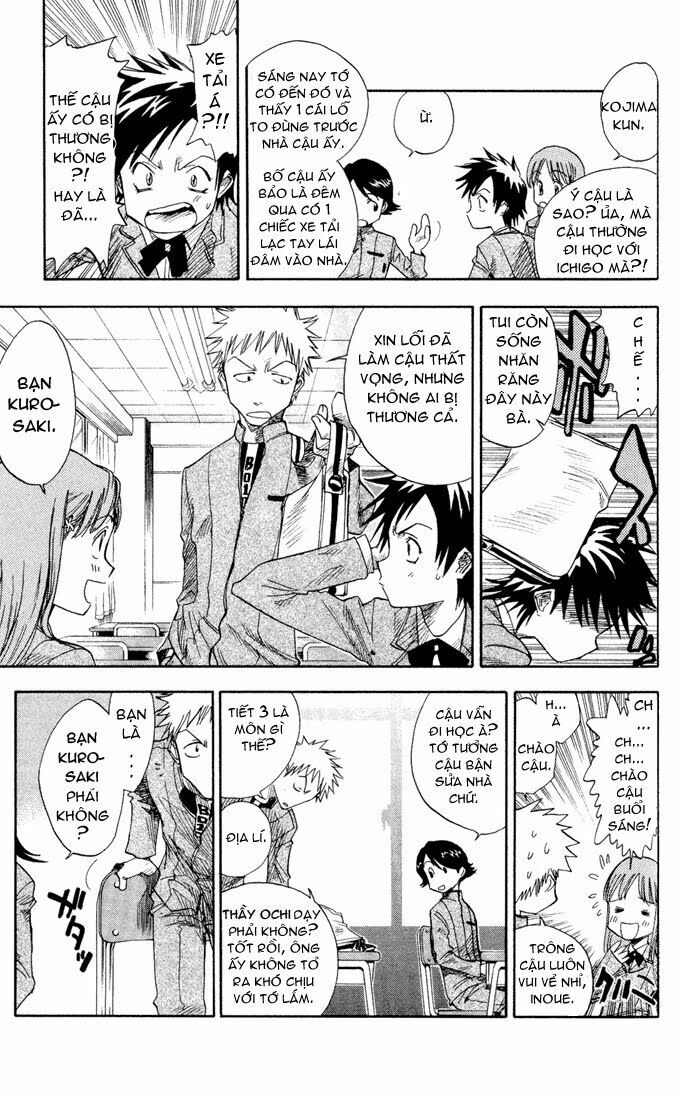 KOJIMA
KUN.
Ý CẬU LÀ
SAO? ỦA, MÀ
CẬU THƯỜNG
ĐI HỌC VỚI
ICHIGO MÀ?!
Ừ.
SÁNG NAY TỚ
CÓ ĐẾN ĐÓ VÀ
THẤY 1 CÁI LỖ
TO ĐÙNG TRƯỚC
NHÀ CẬU ẤY.
BỐ CẬU ẤY
BẢO LÀ ĐÊM
QUA CÓ 1
CHIẾC XE TẢI
LẠC TAY LÁI
ĐÂM VÀO NHÀ.
XE
TẢI
Á
?!!
THẾ CẬU
ẤY CÓ BỊ
THƯƠNG
KHÔNG?
!
HAY LÀ
ĐÃ...
C
H
Ế
...
TUI CÒN
SỐNG
NHĂN
RĂNG
ĐÂY NÀY
BÀ.
XIN LỖI ĐÃ
LÀM CẬU THẤT
VỌNG, NHƯNG
KHÔNG AI BỊ
THƯƠNG CẢ.
BẠN
KURO-
SAKI.
CH
...
CH...
CH...
CHÀO
CẬU
BUỔI
SÁNG!
H...
À
CHÀO
CẬU.
TRÔNG
CẬU LUÔN
VUI VẺ NHỈ,
INOUE.
グ
CẬU VẪN
ĐI HỌC À?
TỚ TƯỞNG
CẬU BẬN
SỬA NHÀ
CHỨ.
TIẾT 3 LÀ
MÔN GÌ
THẾ?
ĐỊA LÍ.
THẦY OCHI DẠY
PHẢI KHÔNG?
TỐT RỒI, ÔNG
ẤY KHÔNG TỎ
RA KHÓ CHỊU
VỚI TỚ LẮM.
BẠN
LÀ
...
BẠN
KURO-
SAKI
PHẢI
KHÔNG
?
ガタッ